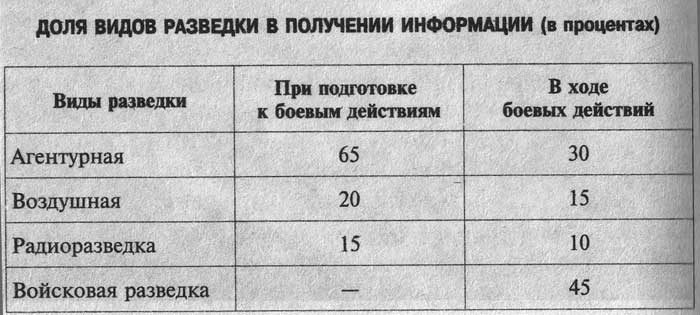 ДОЛЯ ВИДОВ РАЗВЕДКИ В ПОЛУЧЕНИИ ИНФОРМАЦИИ (в процентах)
Виды разведки При подготовке к боевым действиям В ходе боевых действий
Агентурная 65 30
Воздушная 20 15
Радиоразведка 15 10
Войсковая разведка — 45